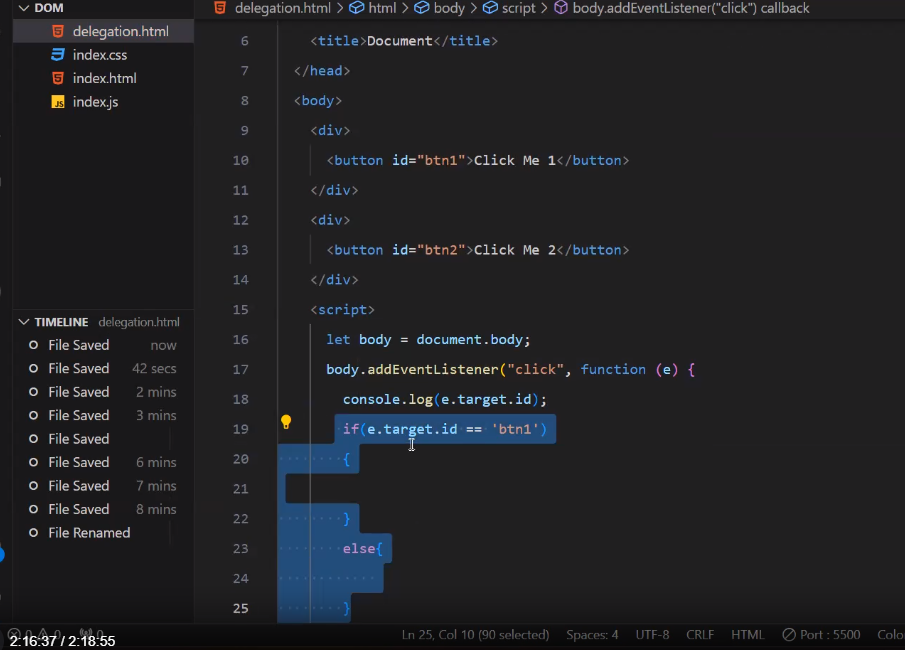 DOM
delegation.html > html > body > script > body.addEventListener("click") callback
delegation.html
index.css
index.html
JS index.js
6 <title>Document</title>
7 </head>
8 <body>
9 <div>
10 <button id="btn1">Click Me 1</button>
11 </div>
12 <div>
13 <button id="btn2">Click Me 2</button>
14 </div>
15 <script>
16 let body = document.body;
17 body.addEventListener("click", function (e) {
18 console.log(e.target.id);
19 if(e.target.id == 'btn1')
20 {
21
22 }
23 else{
24
25 }
TIMELINE delegation.html
File Saved now
File Saved 42 secs
File Saved 2 mins
File Saved 3 mins
File Saved
File Saved 6 mins
File Saved 7 mins
File Saved 8 mins
File Renamed
2:16:37 / 2:18:55
Ln 25, Col 10 (90 selected) Spaces: 4 UTF-8 CRLF HTML Port : 5500 Colo